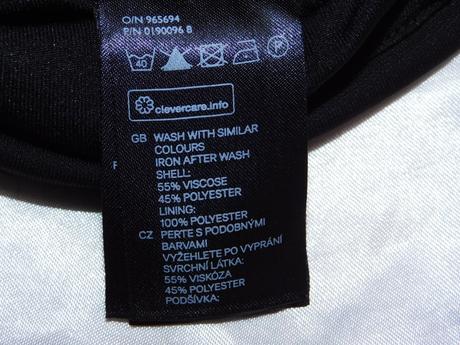 O/N 965694
P/N 0190096 8
40 P
clevercare.info
GB WASH WITH SIMILAR
COLOURS
IRON AFTER WASH
SHELL:
55% VISCOSE
45% POLYESTER
LINING:
100% POLYESTER
CZ PERTE S PODOBNÝMI
BARVAMI
VYŽEHLETE PO VYPRÁNÍ
SVRCHNÍ LÁTKA:
55% VISKÓZA
45% POLYESTER
PODŠÍVKA: